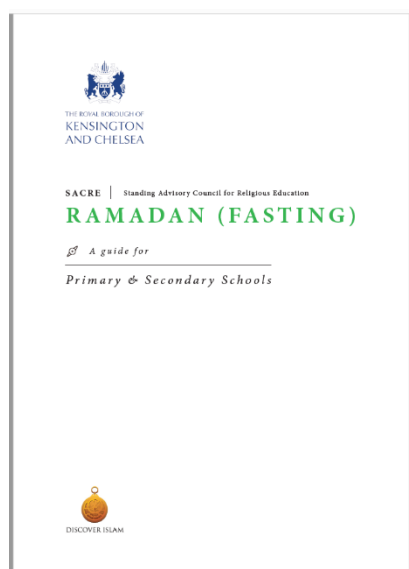 THE ROYAL BOROUGH OF
KENSINGTON
AND CHELSEA
SACRE | Standing Advisory Council for Religious Education
RAMADAN (FASTING)
A guide for
Primary & Secondary Schools
DISCOVER ISLAM